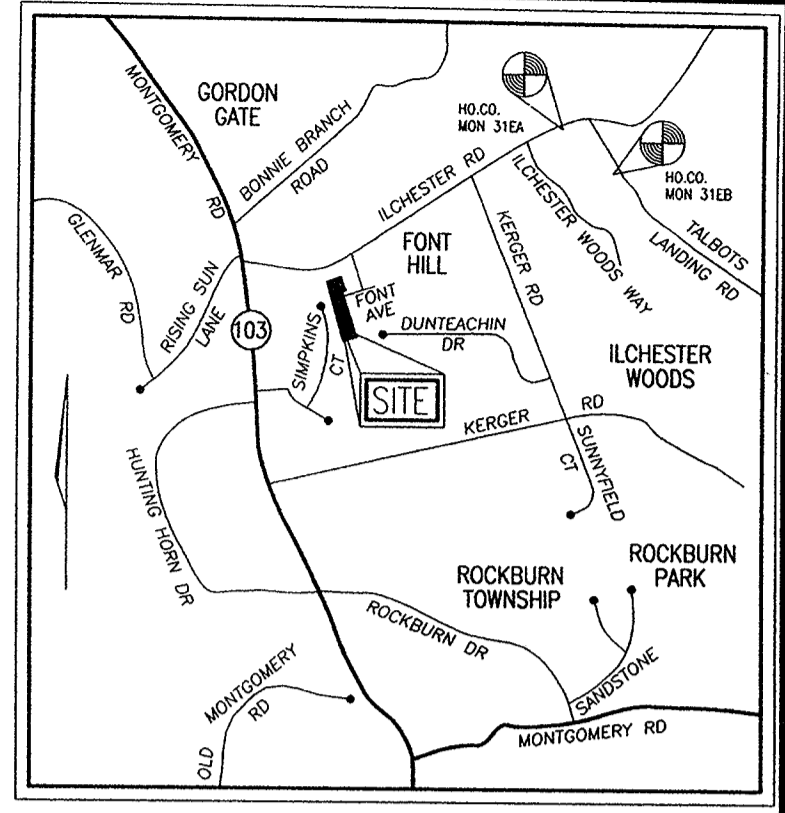 MONTGOMERY
RD
GORDON
GATE
BONNIE BRANCH
ROAD
HO.CO.
MON 31EA
HO.CO.
MON 31EB
ILCHESTER RD
ILCHESTER WOODS WAY
TALBOTS
LANDING RD
GLENMAR
RD
RISING SUN
LANE
103
FONT
HILL
FONT
AVE
KERGER RD
DUNTEACHIN
DR
SIMPKINS
CT
SITE
ILCHESTER
WOODS
KERGER
RD
SUNNYFIELD
CT
HUNTING HORN DR
ROCKBURN
TOWNSHIP
ROCKBURN
PARK
ROCKBURN DR
SANDSTONE
MONTGOMERY RD
OLD
MONTGOMERY
RD